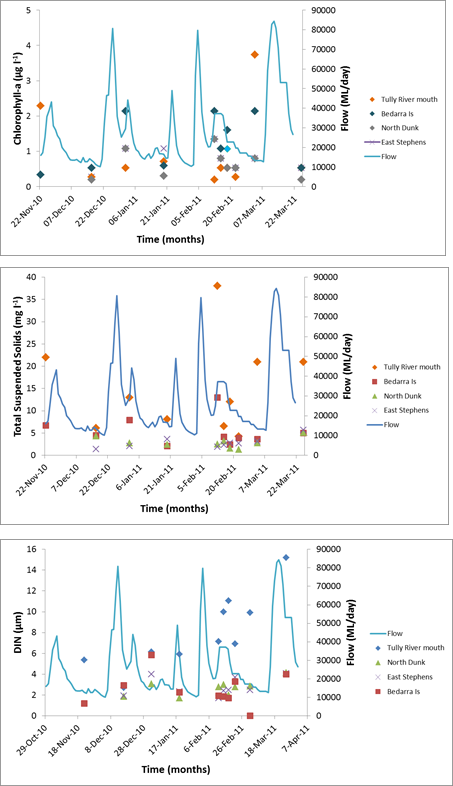 Chlorophyll-a (µg l⁻¹)
5
4
3
2
1
0
90000
80000
70000
60000
50000
40000
30000
20000
10000
0
Flow (ML/day)
22-Nov-10
07-Dec-10
22-Dec-10
06-Jan-11
21-Jan-11
05-Feb-11
20-Feb-11
07-Mar-11
22-Mar-11
Time (months)
Tully River mouth
Bedarra Is
North Dunk
East Stephens
Flow
Total Suspended Solids (mg l⁻¹)
40
35
30
25
20
15
10
5
0
90000
80000
70000
60000
50000
40000
30000
20000
10000
0
Flow (ML/day)
22-Nov-10
7-Dec-10
22-Dec-10
6-Jan-11
21-Jan-11
5-Feb-11
20-Feb-11
7-Mar-11
22-Mar-11
Time (months)
Tully River mouth
Bedarra Is
North Dunk
East Stephens
Flow
DIN (µm)
16
14
12
10
8
6
4
2
0
90000
80000
70000
60000
50000
40000
30000
20000
10000
0
Flow (ML/day)
29-Oct-10
18-Nov-10
8-Dec-10
28-Dec-10
17-Jan-11
6-Feb-11
26-Feb-11
18-Mar-11
7-Apr-11
Time (months)
Flow
Tully River mouth
North Dunk
East Stephens
Bedarra Is